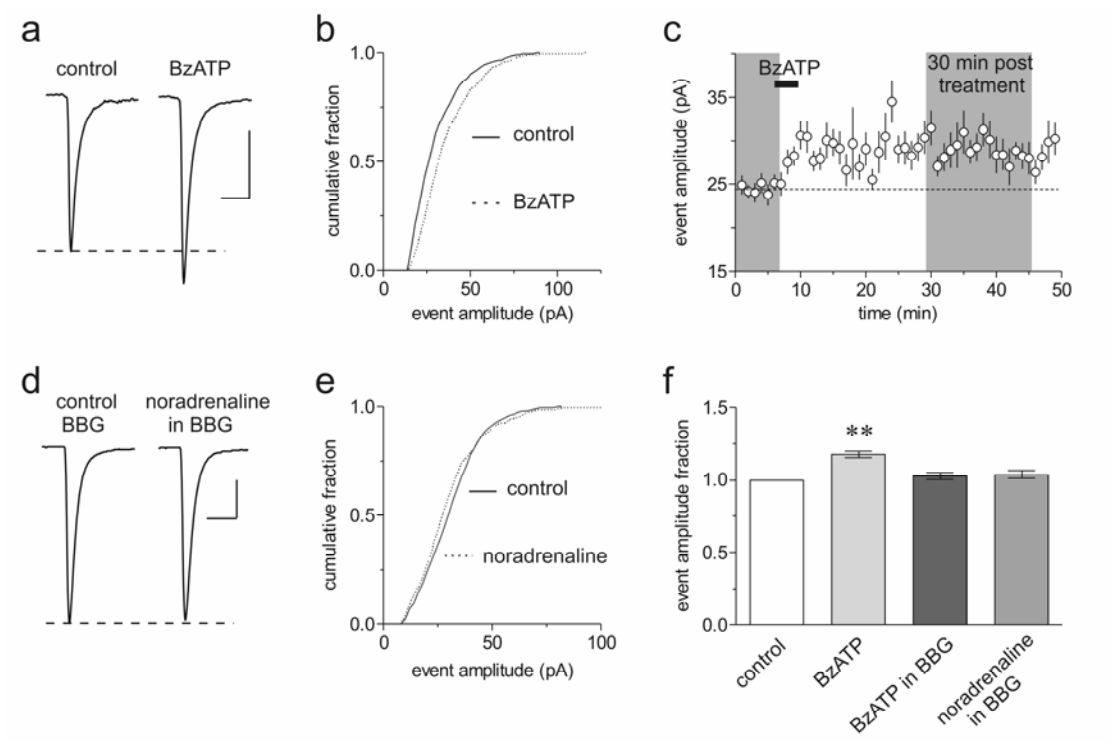 a
control
BzATP
b
1.0
0.5
0.0
cumulative fraction
control
BzATP
0
50
100
event amplitude (pA)
c
35
25
15
event amplitude (pA)
BzATP
30 min post
treatment
0
10
20
30
40
50
time (min)
d
control
BBG
noradrenaline
in BBG
e
1.0
0.5
0.0
cumulative fraction
control
noradrenaline
0
50
100
event amplitude (pA)
f
1.5
1.0
0.5
0.0
event amplitude fraction
**
control
BzATP
BzATP in BBG
noradrenaline
in BBG